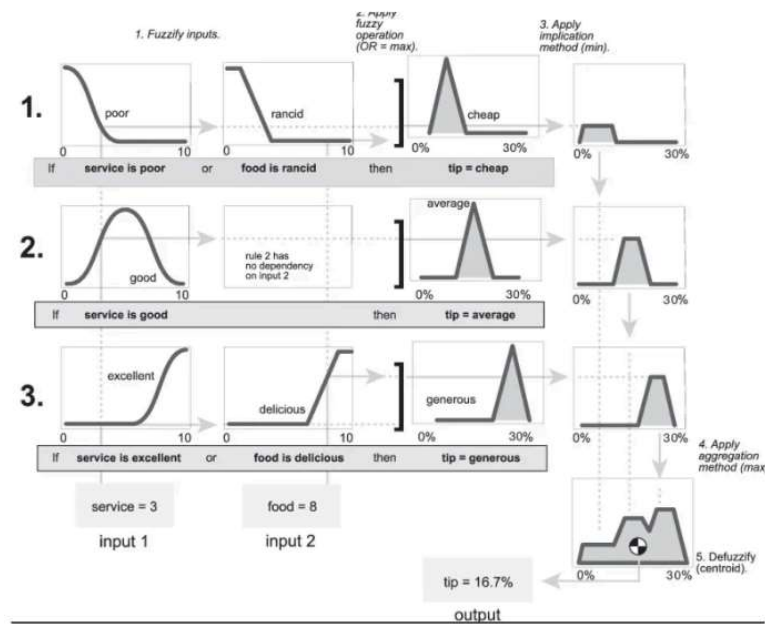 1. Fuzzify inputs.
2. Apply
fuzzy
operation
(OR = max).
3. Apply
implication
method (min).
1.
poor
0
10
rancid
0
10
cheap
0%
30%
0%
30%
If service is poor or food is rancid then tip = cheap
2.
good
0
10
rule 2 has
no dependency
on input 2
average
0%
30%
0%
30%
If service is good then tip = average
3.
excellent
0
10
delicious
0
10
generous
0%
30%
0%
30%
If service is excellent or food is delicious then tip = generous
4. Apply
aggregation
method (max
service = 3
input 1
food = 8
input 2
0%
30%
5. Defuzzify
(centroid).
tip = 16.7%
output